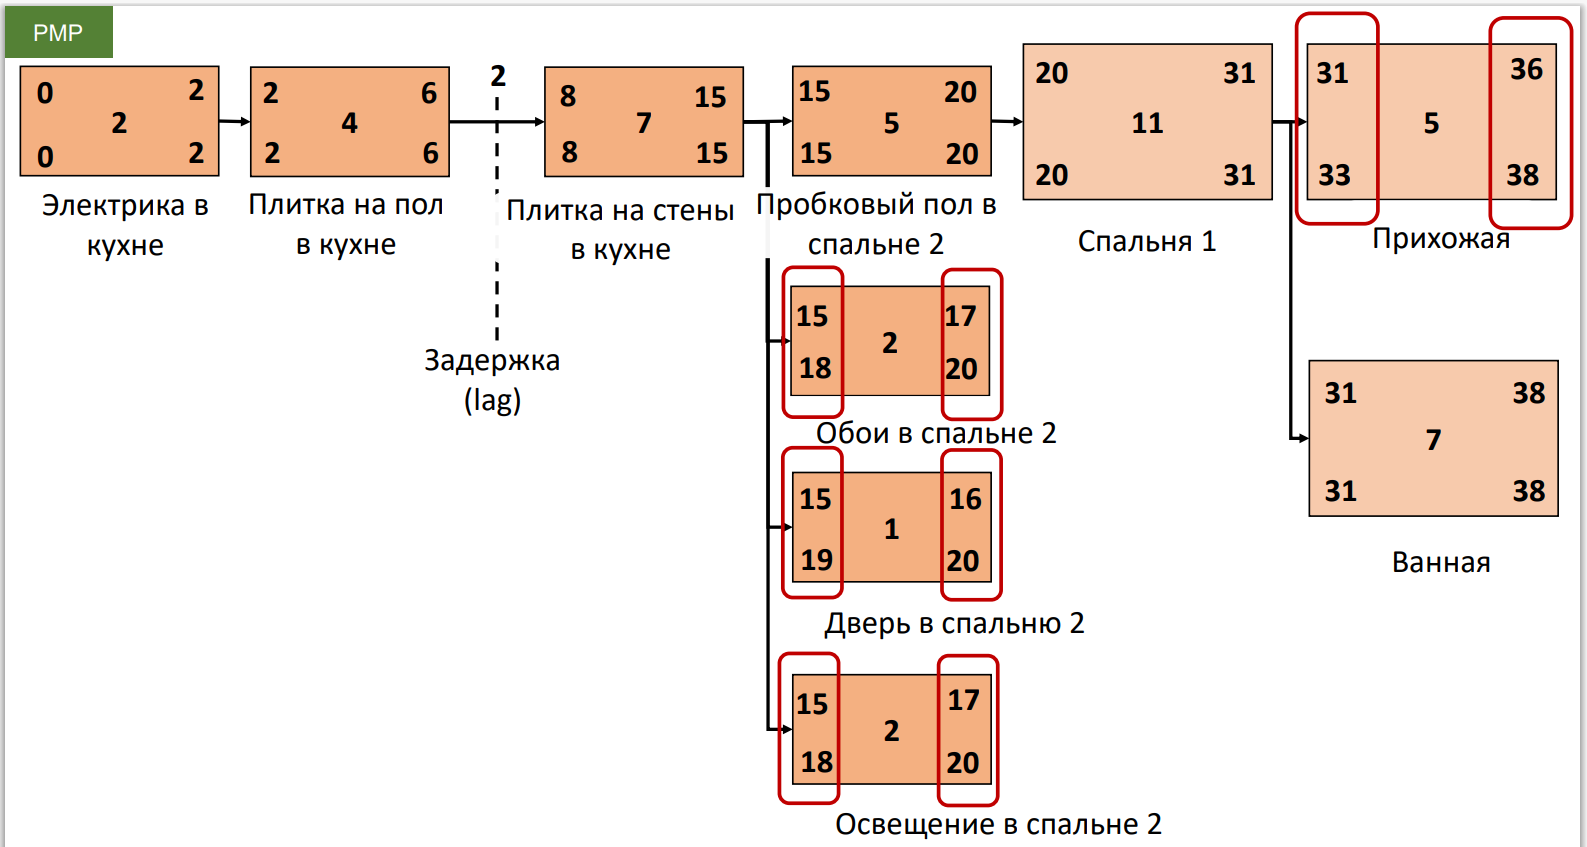 PMP
0 2
2
0 2
Электрика в
кухне
2 6
4
2 6
Плитка на пол
в кухне
2
Задержка
(lag)
8 15
7
8 15
Плитка на стены
в кухне
15 20
5
15 20
Пробковый пол в
спальне 2
20 31
11
20 31
Спальня 1
31 36
5
33 38
Прихожая
15 17
2
18 20
Обои в спальне 2
15 16
1
19 20
Дверь в спальню 2
15 17
2
18 20
Освещение в спальне 2
31 38
7
31 38
Ванная